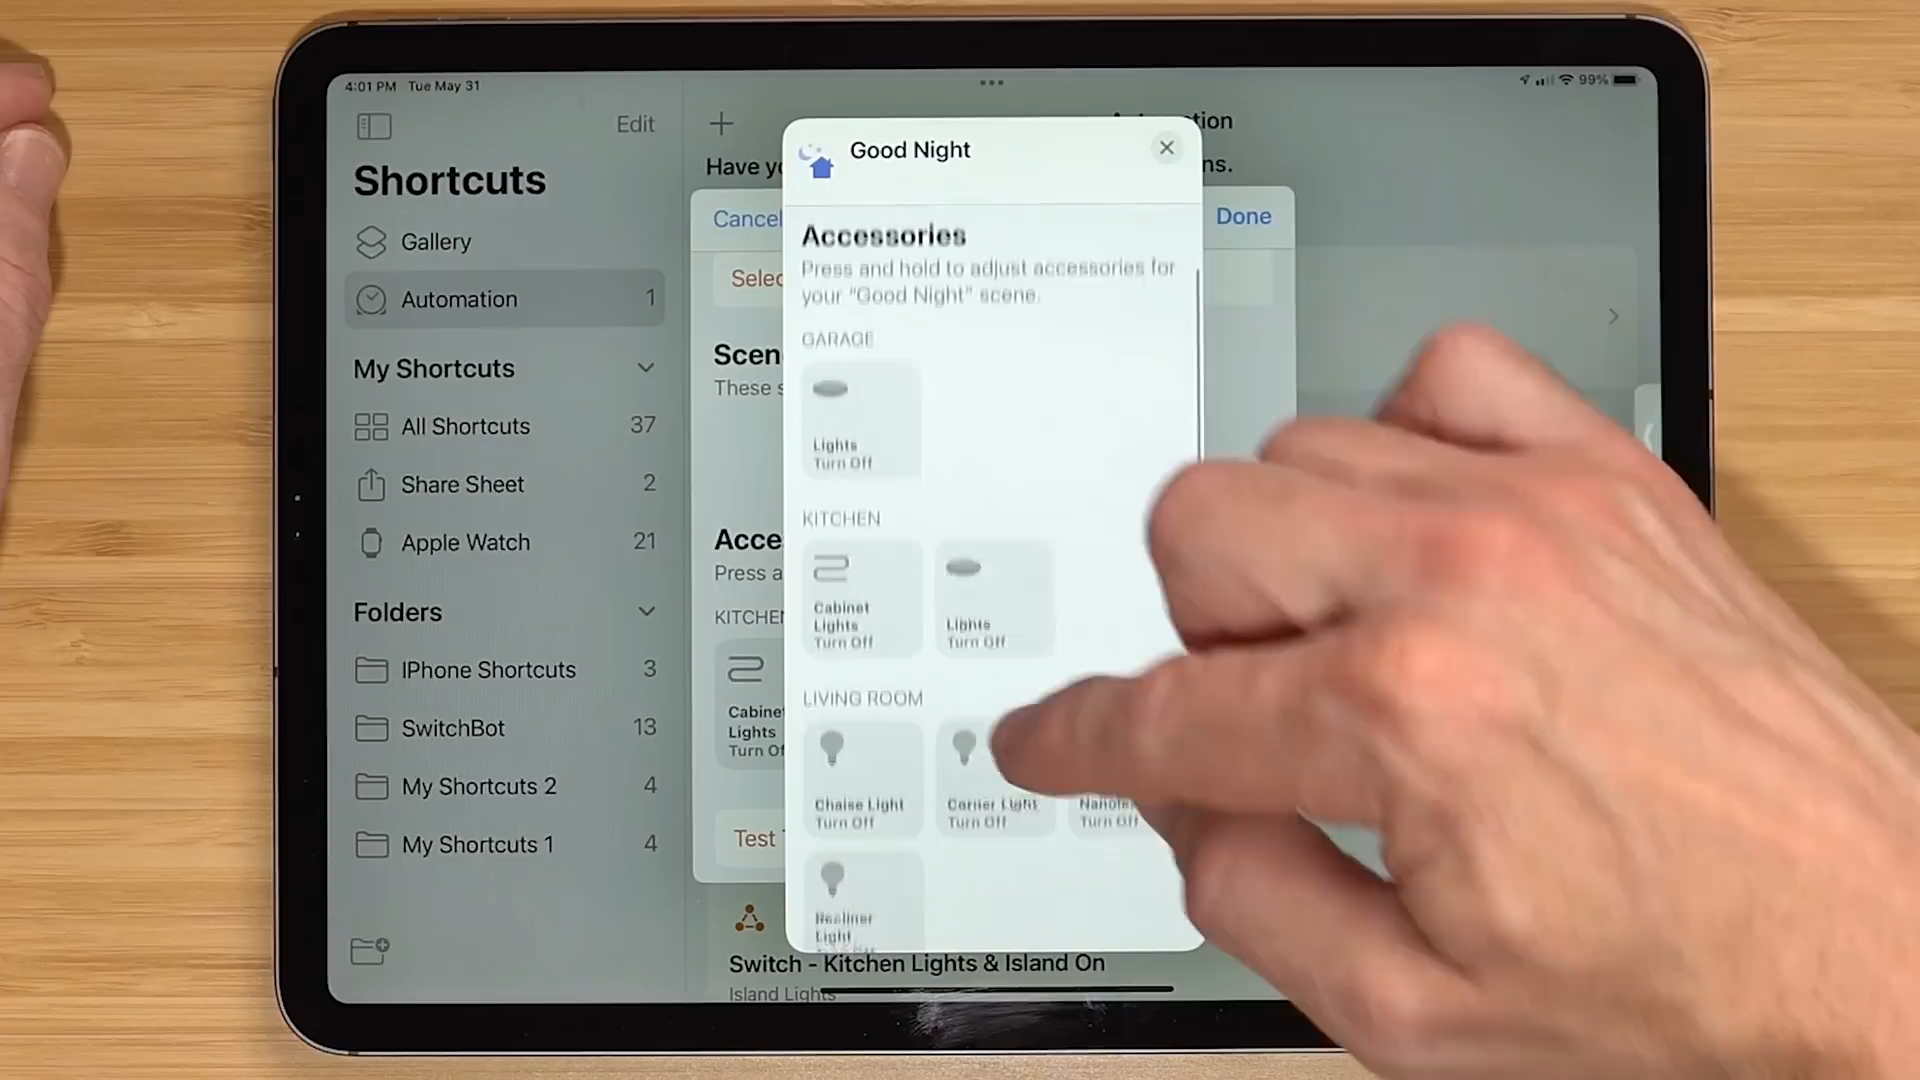 4:01 PM Tue May 31
99%
Edit
Shortcuts
Gallery
Automation 1
My Shortcuts
All Shortcuts 37
Share Sheet 2
Apple Watch 21
Folders
IPhone Shortcuts 3
SwitchBot 13
My Shortcuts 2 4
My Shortcuts 1 4
Have yo
ns.
Cancel
Done
Selec
Scen
These s
Acce
Press a
KITCHEN
Cabine
Lights
Turn Of
Test
Good Night
Accessories
Press and hold to adjust accessories for
your "Good Night" scene.
GARAGE
Lights
Turn Off
KITCHEN
Cabinet
Lights
Turn Off
Lights
Turn Off
LIVING ROOM
Chaise Light
Turn Off
Corner Light
Turn Off
Turn Off
Recliner
Light
Switch - Kitchen Lights & Island On
Island Lights